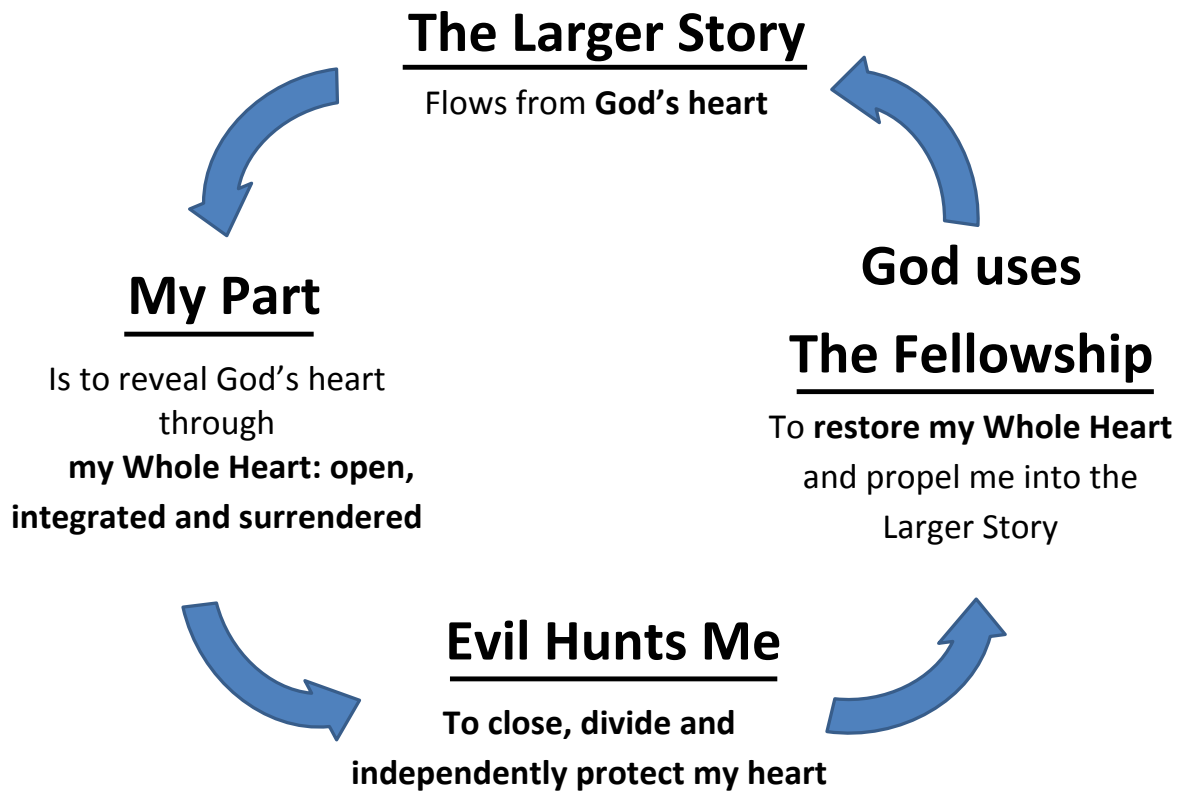 The Larger Story
Flows from God’s heart
My Part
Is to reveal God’s heart
through
my Whole Heart: open,
integrated and surrendered
Evil Hunts Me
To close, divide and
independently protect my heart
God uses
The Fellowship
To restore my Whole Heart
and propel me into the
Larger Story